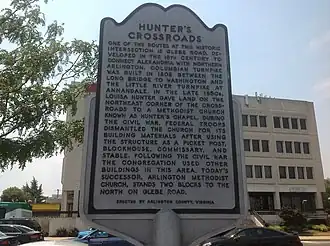 HUNTER'S
CROSSROADS
ONE OF THE ROUTES AT THIS HISTORIC
INTERSECTION IS GLEBE ROAD, DE-
VELOPED IN THE 18TH CENTURY TO
CONNECT ALEXANDRIA WITH NORTHERN
ARLINGTON. COLUMBIAN TURNPIKE
WAS BUILT IN 1808 BETWEEN THE
LONG BRIDGE TO WASHINGTON AND
THE LITTLE RIVER TURNPIKE AT
ANNANDALE. IN THE LATE 1850S,
LOUISA HUNTER GAVE LAND ON THE
NORTHEAST CORNER OF THE CROSS-
ROADS TO A METHODIST CHURCH
KNOWN AS HUNTER'S CHAPEL. DURING
THE CIVIL WAR, FEDERAL TROOPS
DISMANTLED THE CHURCH FOR ITS
BUILDING MATERIALS AFTER USING
THE STRUCTURE AS A PICKET POST,
BLOCKHOUSE, COMMISSARY, AND
STABLE. FOLLOWING THE CIVIL WAR
THE CONGREGATION USED OTHER
BUILDINGS IN THIS AREA. TODAY'S
SUCCESSOR, ARLINGTON METHODIST
CHURCH, STANDS TWO BLOCKS TO THE
NORTH ON GLEBE ROAD.
ERECTED BY ARLINGTON COUNTY, VIRGINIA